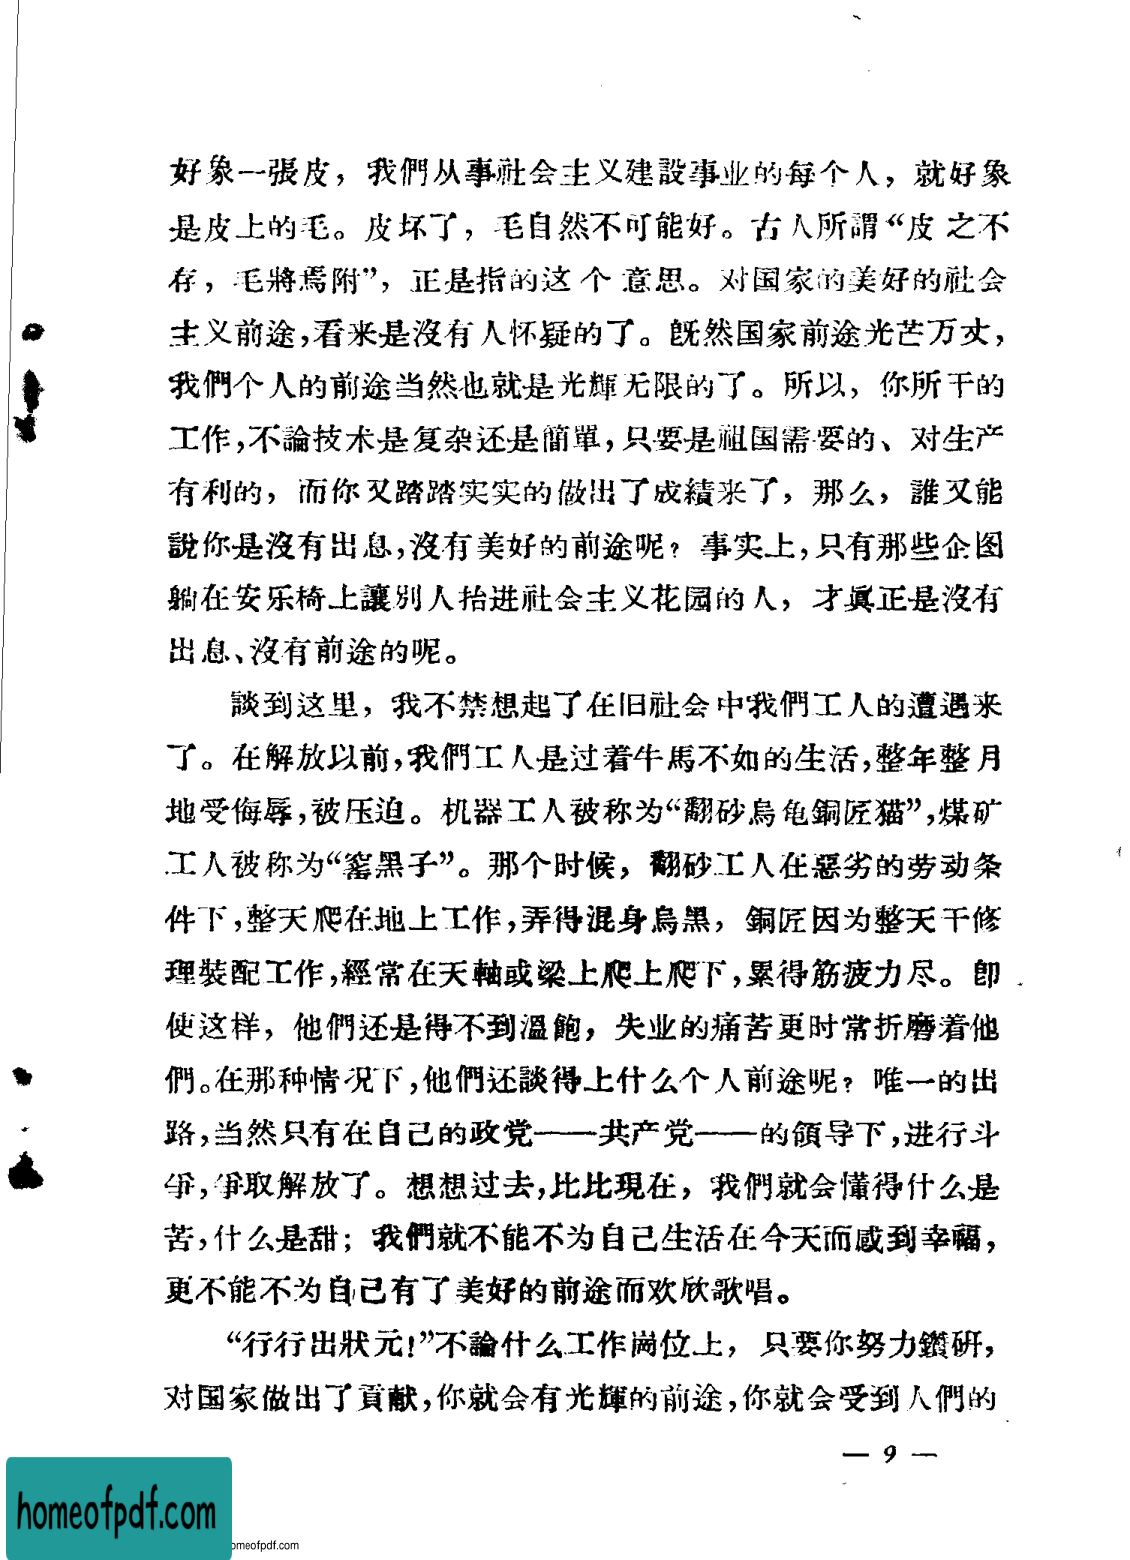 好象一張皮，我們从事社会主义建設事业的每个人，就好象
是皮上的毛。皮坏了，毛自然不可能好。古人所謂“皮之不
存，毛將焉附”，正是指的这个意思。对国家的美好的社会
主义前途，看来是沒有人怀疑的了。旣然国家前途光芒万丈，
我們个人的前途当然也就是光輝无限的了。所以，你所干的
工作，不論技术是复杂还是簡單，只要是祖国需要的、对生产
有利的，而你又踏踏实实的做出了成績来了，那么，誰又能
說你是沒有出息，沒有美好的前途呢？事实上，只有那些企图
躺在安乐椅上讓別人抬进社会主义花园的人，才眞正是沒有
出息、沒有前途的呢。
談到这里，我不禁想起了在旧社会中我們工人的遭遇来
了。在解放以前，我們工人是过着牛馬不如的生活，整年整月
地受侮辱，被压迫。机器工人被称为“翻砂烏龟銅匠猫”，煤矿
工人被称为“窰黑子”。那个时候，翻砂工人在惡劣的劳动条
件下，整天爬在地上工作，弄得混身烏黑，銅匠因为整天干修
理裝配工作，經常在天軸或梁上爬上爬下，累得筋疲力尽。卽
使这样，他們还是得不到溫飽，失业的痛苦更时常折磨着他
們。在那种情况下，他們还談得上什么个人前途呢？唯一的出
路，当然只有在自己的政党——共产党——的領导下，进行斗
爭，爭取解放了。想想过去，比比現在，我們就会懂得什么是
苦，什么是甜；我們就不能不为自己生活在今天而感到幸福，
更不能不为自己有了美好的前途而欢欣歌唱。
“行行出狀元！”不論什么工作崗位上，只要你努力鑽研，
对国家做出了貢献，你就会有光輝的前途，你就会受到人們的
— 9 —
homeofpdf.com
omeofpdf.com